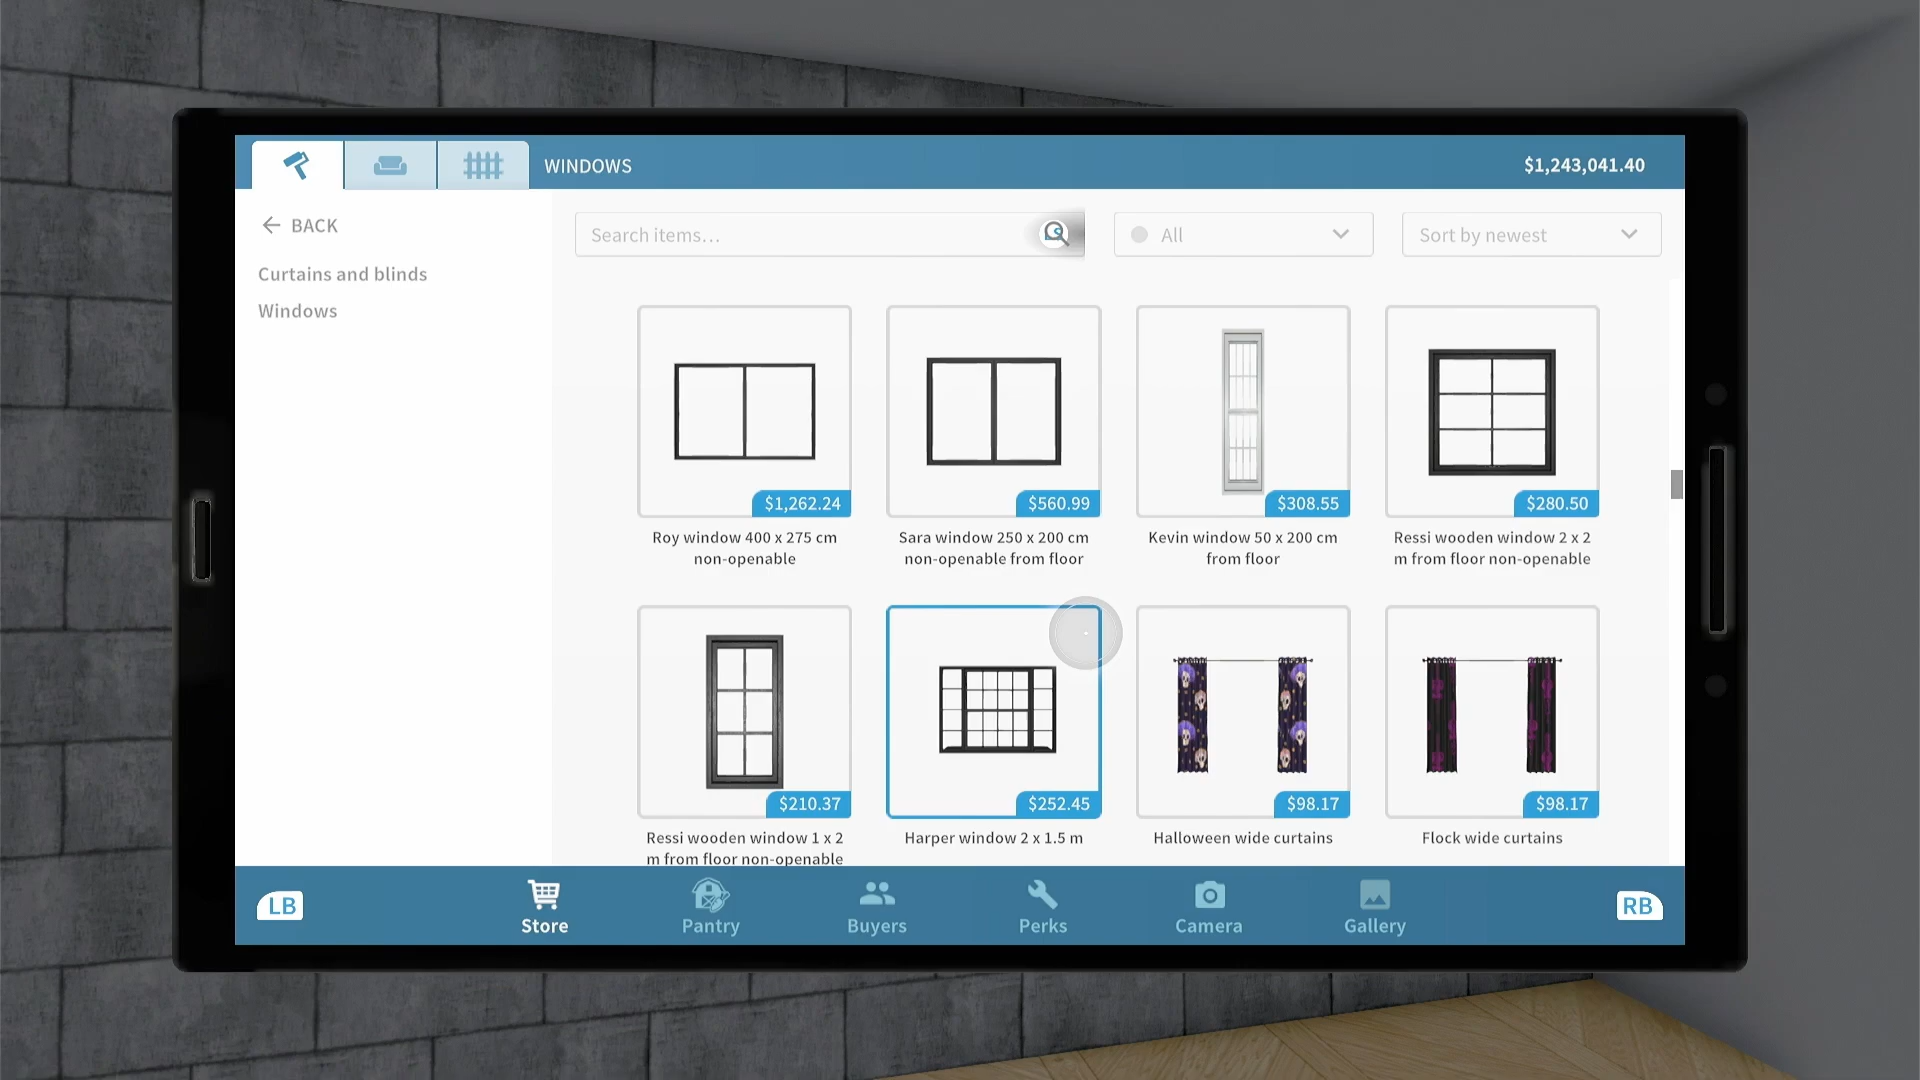 WINDOWS
$1,243,041.40
BACK
Curtains and blinds
Windows
Search items...
LS
All
Sort by newest
$1,262.24
$560.99
$308.55
$280.50
Roy window 400 x 275 cm
non-openable
Sara window 250 x 200 cm
non-openable from floor
Kevin window 50 x 200 cm
from floor
Ressi wooden window 2 x 2
m from floor non-openable
$210.37
$252.45
$98.17
$98.17
Ressi wooden window 1 x 2
m from floor non-openable
Harper window 2 x 1.5 m
Halloween wide curtains
Flock wide curtains
LB
Store
Pantry
Buyers
Perks
Camera
Gallery
RB